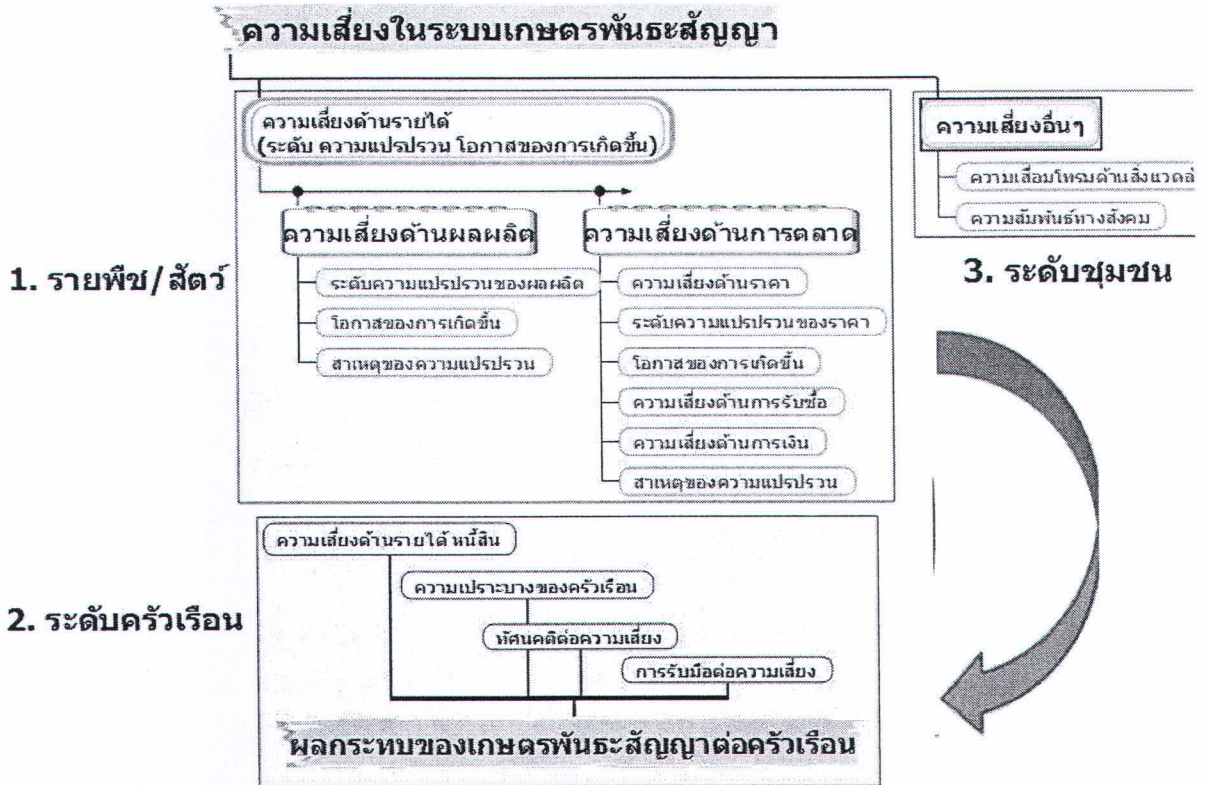 ความเสี่ยงในระบบเกษตรพันธะสัญญา
ความเสี่ยงด้านรายได้
(ระดับ ความแปรปรวน โอกาสของการเกิดขึ้น)
ความเสี่ยงอื่นๆ
ความเสื่อมโทรมด้านสิ่งแวดล้
ความสัมพันธ์ทางสังคม
ความเสี่ยงด้านผลผลิต
ความเสี่ยงด้านการตลาด
1. รายพืช/สัตว์
3. ระดับชุมชน
ระดับความแปรปรวนของผลผลิต
โอกาสของการเกิดขึ้น
สาเหตุของความแปรปรวน
ความเสี่ยงด้านราคา
ระดับความแปรปรวนของราคา
โอกาสของการเกิดขึ้น
ความเสี่ยงด้านการรับซื้อ
ความเสี่ยงด้านการเงิน
สาเหตุของความแปรปรวน
2. ระดับครัวเรือน
ความเสี่ยงด้านรายได้ หนี้สิน
ความเปราะบางของครัวเรือน
ทัศนคติต่อความเสี่ยง
การรับมือต่อความเสี่ยง
ผลกระทบของเกษตรพันธะสัญญาต่อครัวเรือน